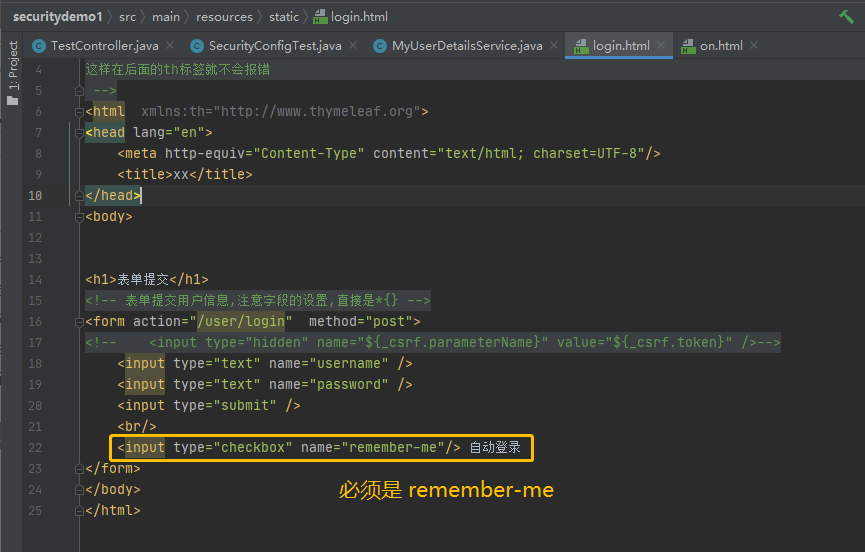 securitydemo1 > src > main > resources > static > login.html
TestController.java × SecurityConfigTest.java × MyUserDetailsService.java × login.html × on.html ×
1: Project
4 这样在后面的th标签就不会报错
5 -->
6 <html  xmlns:th="http://www.thymeleaf.org">
7 <head lang="en">
8 <meta http-equiv="Content-Type" content="text/html; charset=UTF-8"/>
9 <title>xx</title>
10 </head>
11 <body>
12
13
14 <h1>表单提交</h1>
15 <!-- 表单提交用户信息,注意字段的设置,直接是*{} -->
16 <form action="/user/login"  method="post">
17 <!--    <input type="hidden" name="${_csrf.parameterName}" value="${_csrf.token}" />-->
18 <input type="text" name="username" />
19 <input type="text" name="password" />
20 <input type="submit" />
21 <br/>
22 <input type="checkbox" name="remember-me"/> 自动登录
23 </form>
必须是 remember-me
24 </body>
25 </html>